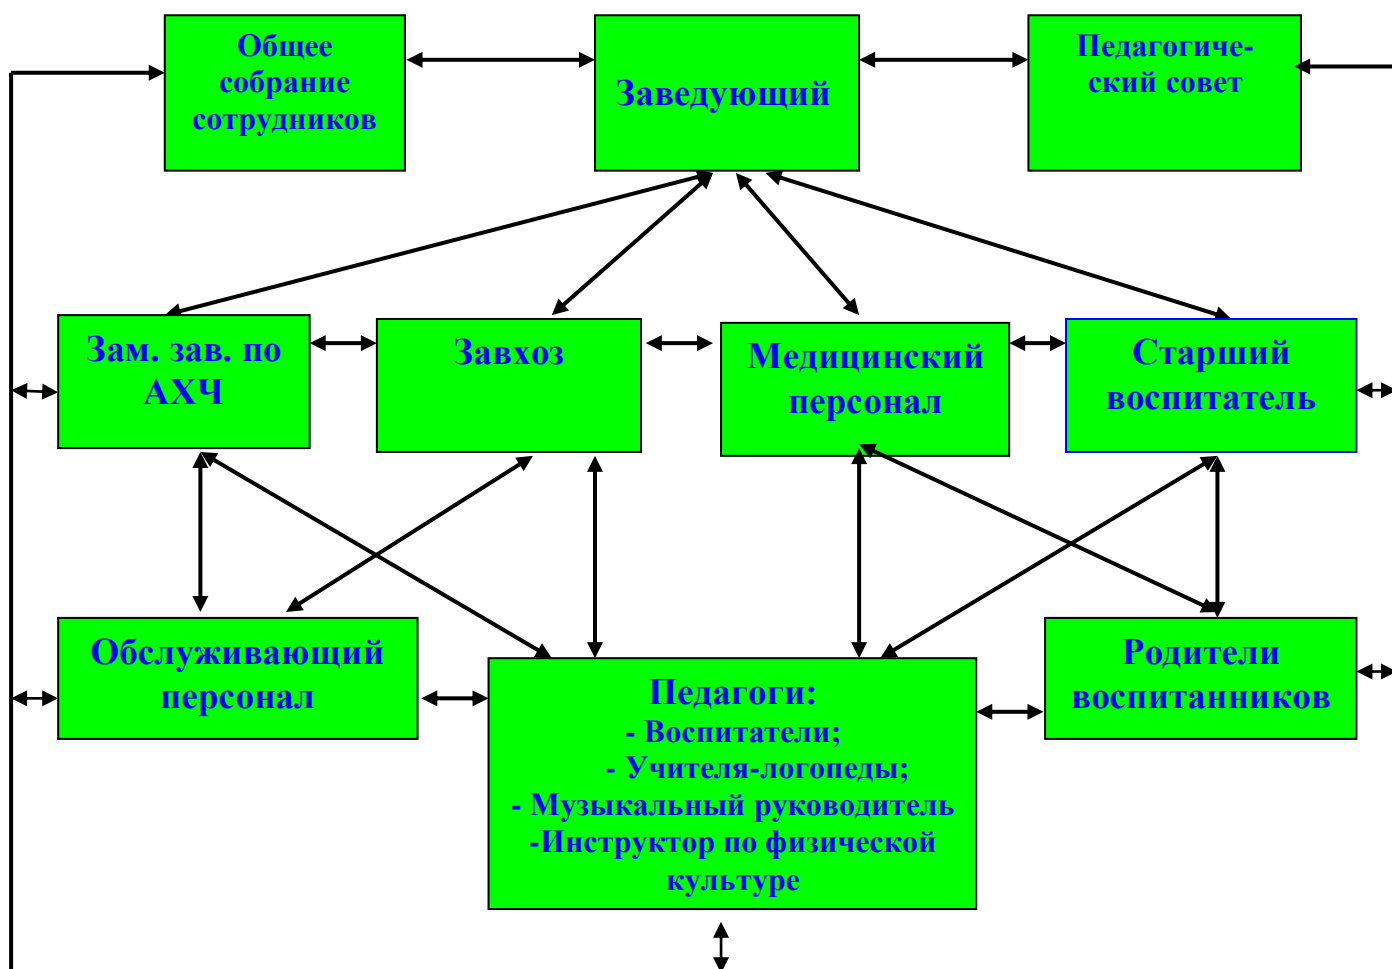 Общее
собрание
сотрудников
Заведующий
Педагогиче-
ский совет
Зам. зав. по
АХЧ
Завхоз
Медицинский
персонал
Старший
воспитатель
Обслуживающий
персонал
Педагоги:
- Воспитатели;
- Учителя-логопеды;
- Музыкальный руководитель
-Инструктор по физической
культуре
Родители
воспитанников